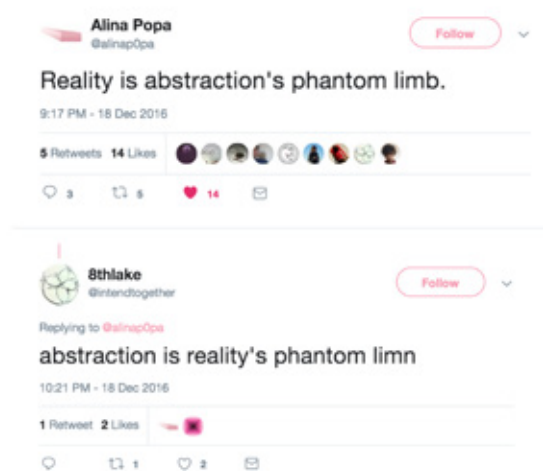 Alina Popa
@alinap0pa
Follow
Reality is abstraction's phantom limb.
9:17 PM - 18 Dec 2016
5 Retweets 14 Likes
3 5 14
8thlake
@intendtogether
Follow
Replying to @alinap0pa
abstraction is reality's phantom limn
10:21 PM - 18 Dec 2016
1 Retweet 2 Likes
1 2